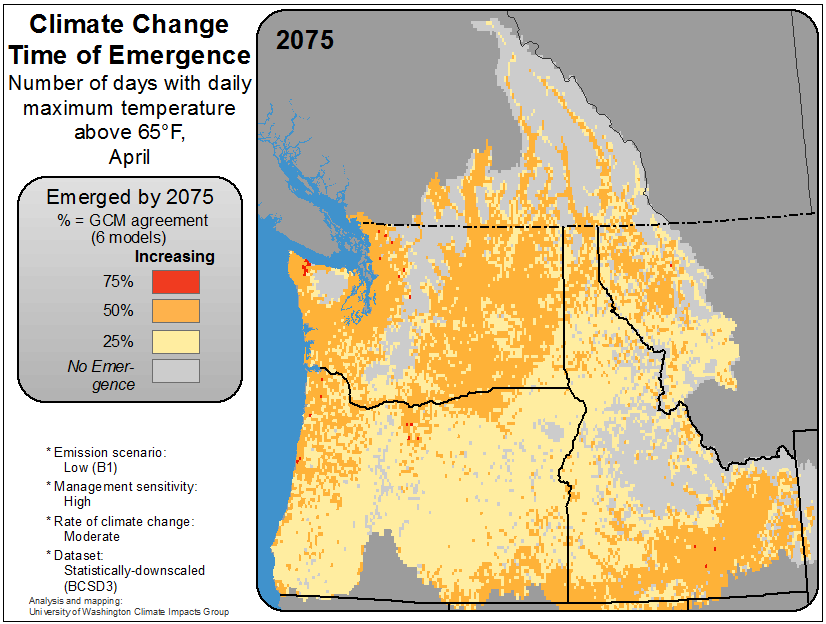 Climate Change
Time of Emergence
Number of days with daily
maximum temperature
above 65°F,
April
2075
Emerged by 2075
% = GCM agreement
(6 models)
Increasing
75%
50%
25%
No Emer-
gence
* Emission scenario:
Low (B1)
* Management sensitivity:
High
* Rate of climate change:
Moderate
* Dataset:
Statistically-downscaled
(BCSD3)
Analysis and mapping:
University of Washington Climate Impacts Group